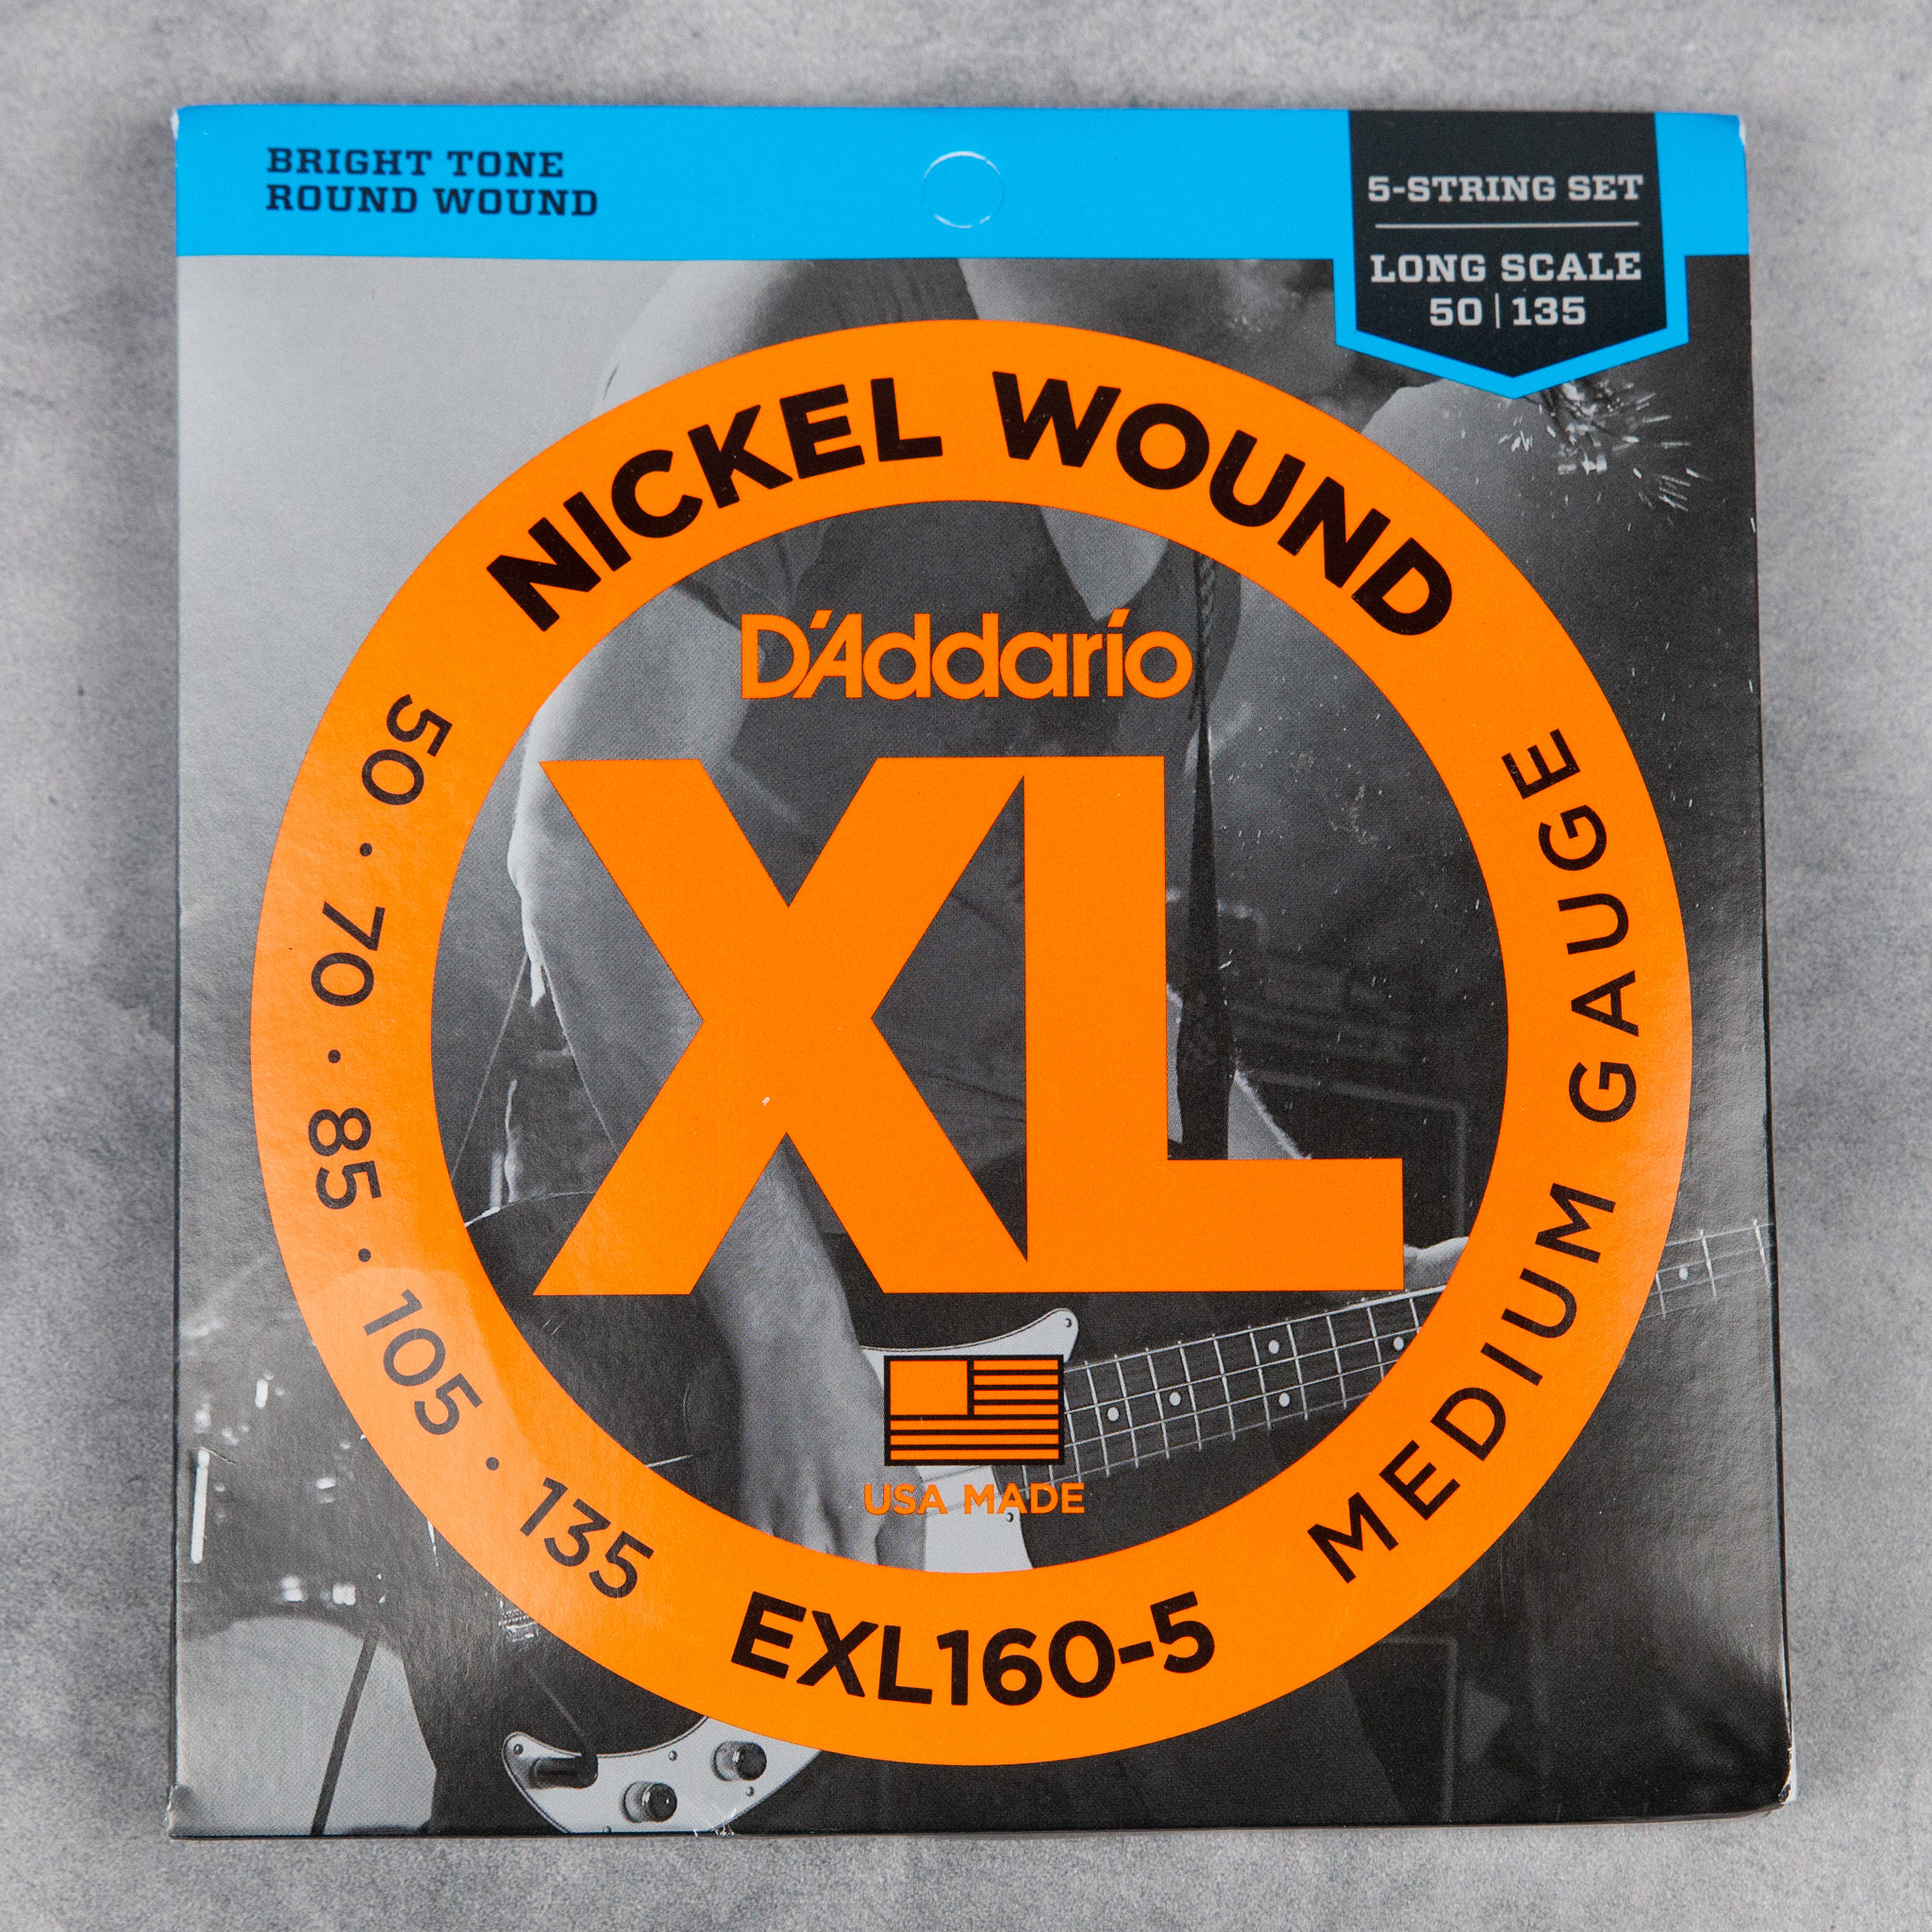 BRIGHT TONE
ROUND WOUND
5-STRING SET
LONG SCALE
50 | 135
NICKEL WOUND
D'Addario
XL
50 · 70 · 85 · 105 · 135
MEDIUM GAUGE
USA MADE
EXL160-5